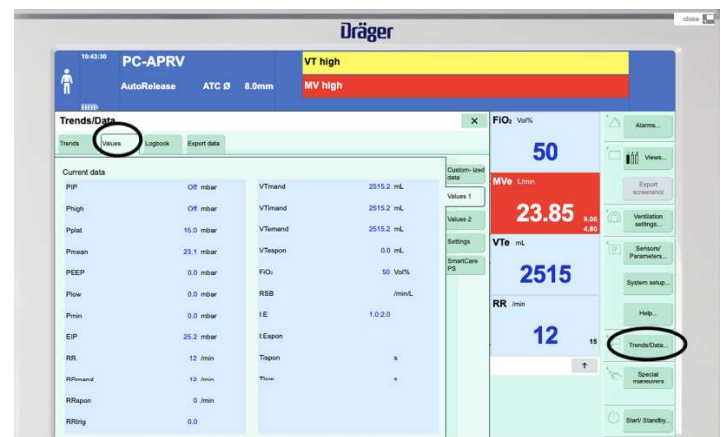 close
Dräger
10:43:30
PC-APRV
AutoRelease ATC Ø 8.0mm
VT high
MV high
Trends/Data
×
Trends Values Logbook Export data
Current data
PIP Off mbar
Phigh Off mbar
Pplat 15.0 mbar
Pmean 23.1 mbar
PEEP 0.0 mbar
Plow 0.0 mbar
Pmin 0.0 mbar
EIP 25.2 mbar
RR 12 /min
RRmand 12 /min
RRspon 0 /min
RRtrig 0.0
VTmand 2515.2 mL
VTimand 2515.2 mL
VTemand 2515.2 mL
VTespon 0.0 mL
FiO₂ 50 Vol%
RSB /min/L
I:E 1.0:2.0
I:Espon
Tispon s
Tlow s
Custom-ized
data
Values 1
Values 2
Settings
SmartCare
PS
FiO₂ Vol%
50
MVe L/min
23.85 9.00
4.80
VTe mL
2515
RR /min
12 15
↑
Alarms...
Views...
Export
screenshot
Ventilation
settings...
Sensors/
Parameters...
System setup...
Help...
Trends/Data...
Special
maneuvers
Start/ Standby...